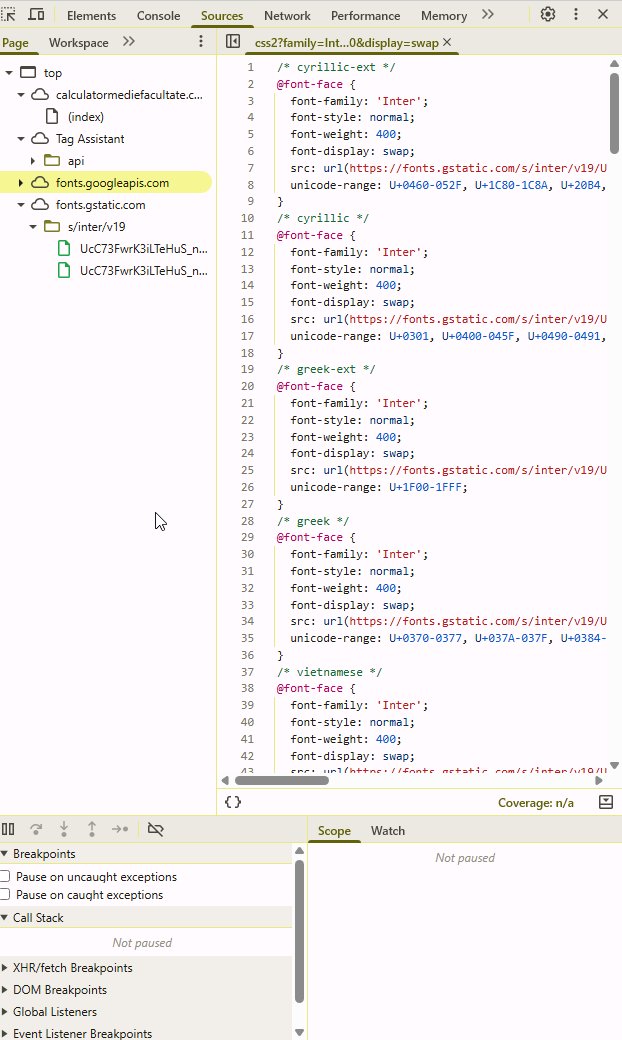 Elements Console Sources Network Performance Memory
Page Workspace
css2?family=Int...0&display=swap
top
calculatormediefacultate.c...
(index)
Tag Assistant
api
fonts.googleapis.com
fonts.gstatic.com
s/inter/v19
UcC73FwrK3iLTeHuS_n...
UcC73FwrK3iLTeHuS_n...
1 /* cyrillic-ext */
2 @font-face {
3 font-family: 'Inter';
4 font-style: normal;
5 font-weight: 400;
6 font-display: swap;
7 src: url(https://fonts.gstatic.com/s/inter/v19/U
8 unicode-range: U+0460-052F, U+1C80-1C8A, U+20B4,
9 }
10 /* cyrillic */
11 @font-face {
12 font-family: 'Inter';
13 font-style: normal;
14 font-weight: 400;
15 font-display: swap;
16 src: url(https://fonts.gstatic.com/s/inter/v19/U
17 unicode-range: U+0301, U+0400-045F, U+0490-0491,
18 }
19 /* greek-ext */
20 @font-face {
21 font-family: 'Inter';
22 font-style: normal;
23 font-weight: 400;
24 font-display: swap;
25 src: url(https://fonts.gstatic.com/s/inter/v19/U
26 unicode-range: U+1F00-1FFF;
27 }
28 /* greek */
29 @font-face {
30 font-family: 'Inter';
31 font-style: normal;
32 font-weight: 400;
33 font-display: swap;
34 src: url(https://fonts.gstatic.com/s/inter/v19/U
35 unicode-range: U+0370-0377, U+037A-037F, U+0384-
36 }
37 /* vietnamese */
38 @font-face {
39 font-family: 'Inter';
40 font-style: normal;
41 font-weight: 400;
42 font-display: swap;
43 src: url(https://fonts.gstatic.com/s/inter/v19/U
{} Coverage: n/a
Scope Watch
Breakpoints
Not paused
Pause on uncaught exceptions
Pause on caught exceptions
Call Stack
Not paused
XHR/fetch Breakpoints
DOM Breakpoints
Global Listeners
Event Listener Breakpoints